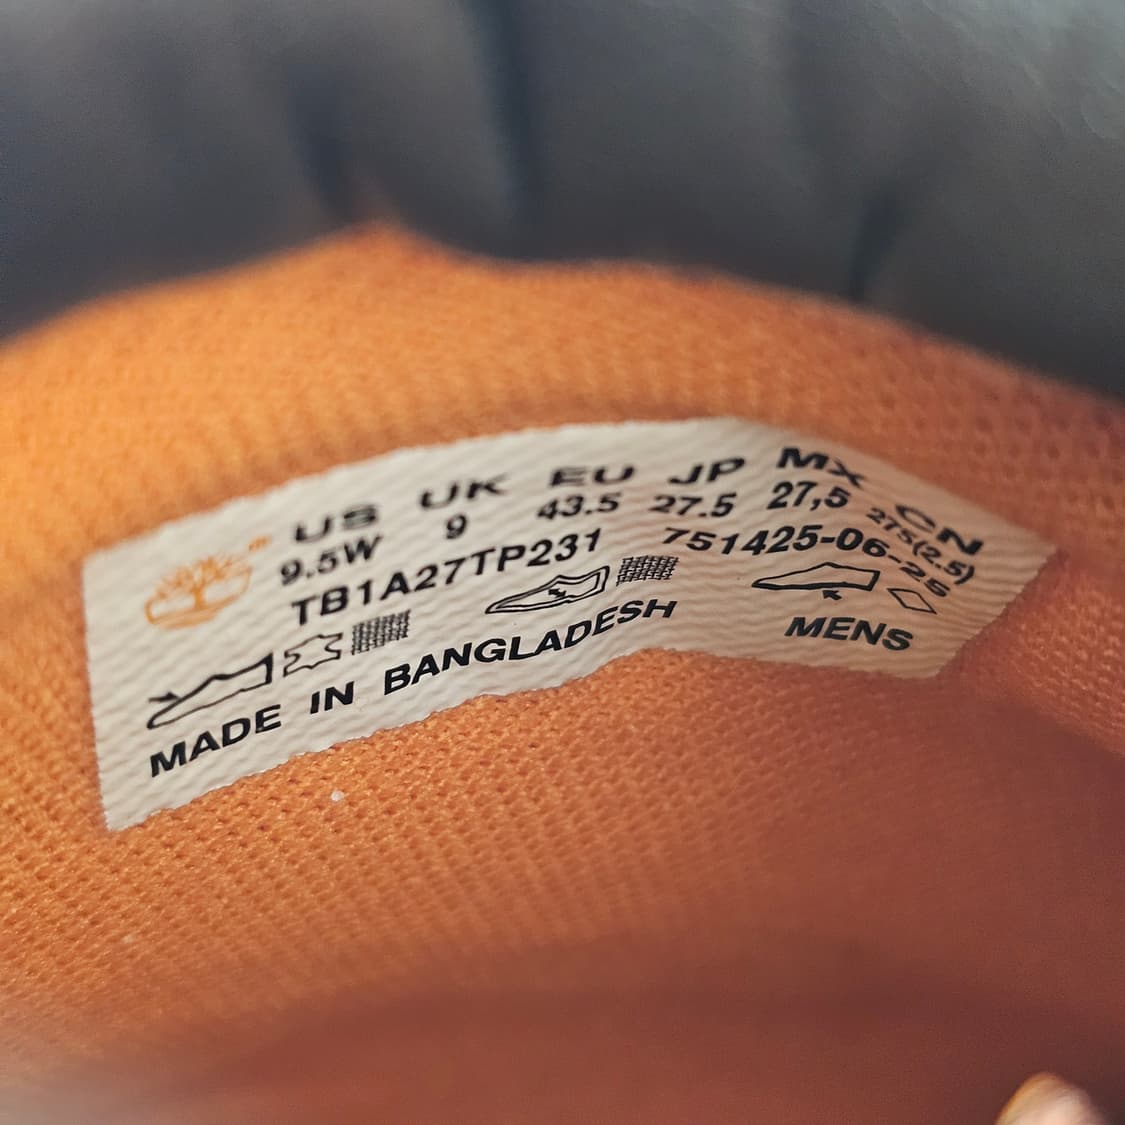 US UK EU JP MX CN
9.5W 9 43.5 27.5 27,5 275(2.5)
TB1A27TP231 751425-06-25
MADE IN BANGLADESH MENS